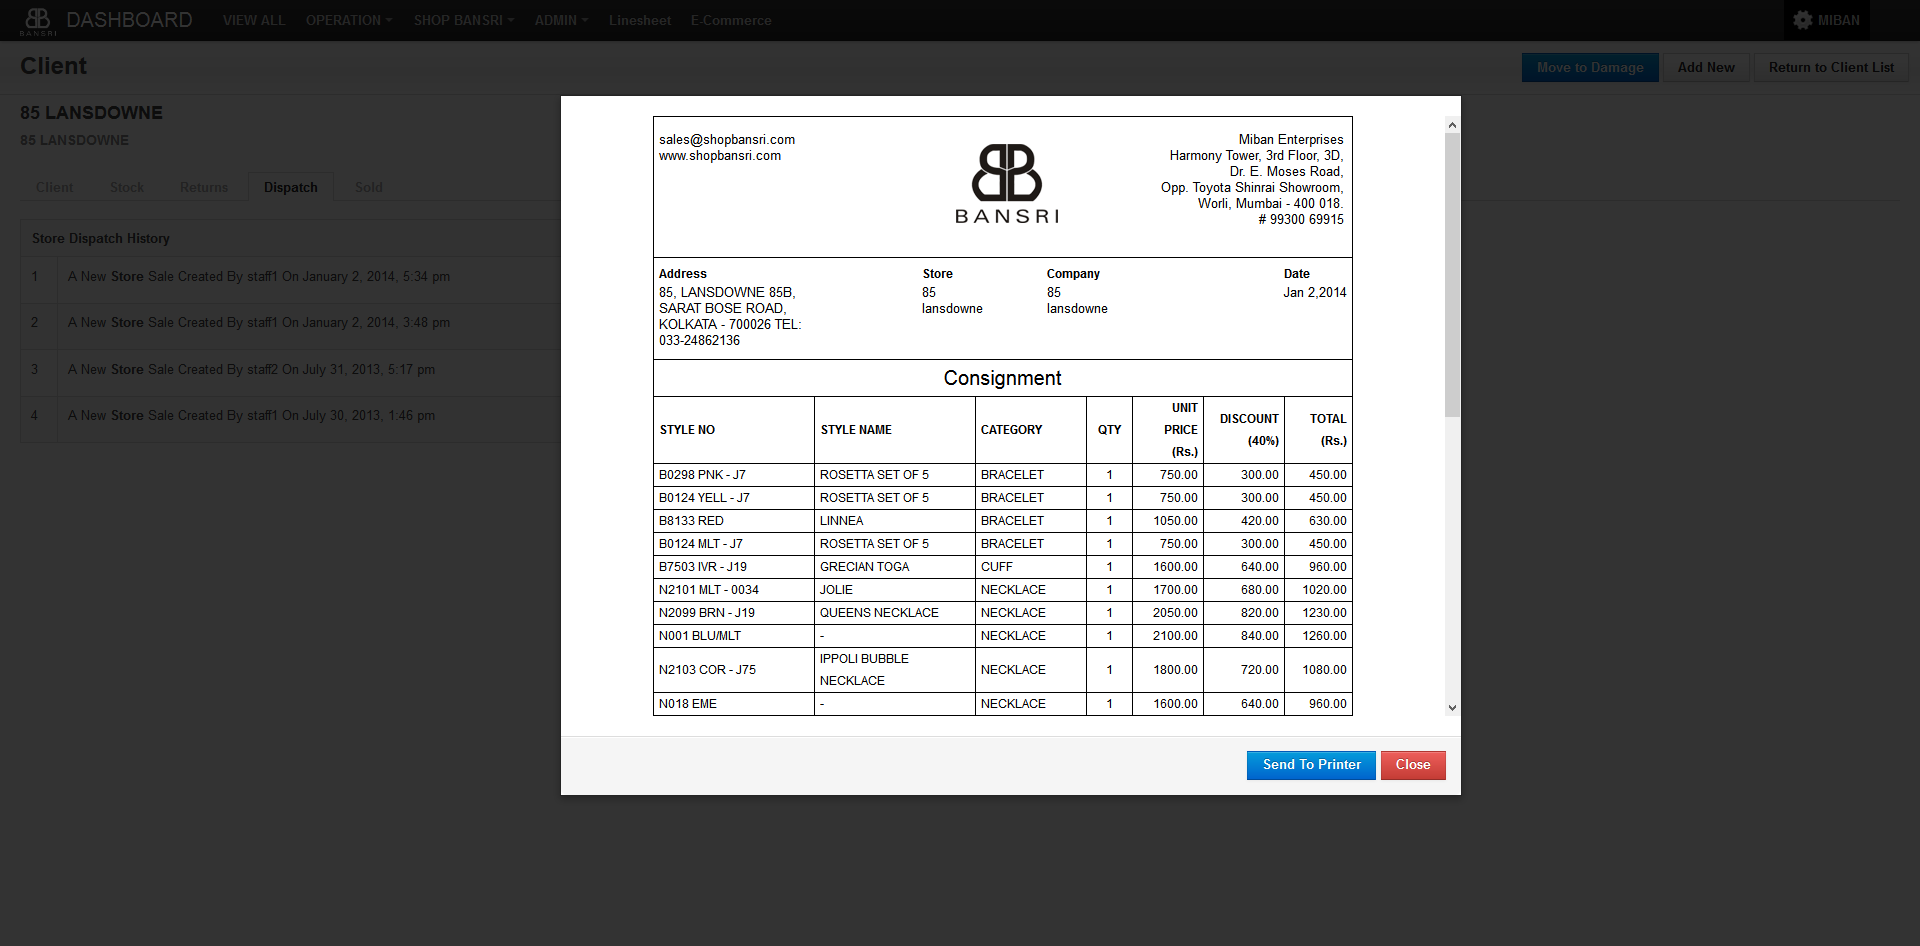 BANSRI DASHBOARD VIEW ALL OPERATION SHOP BANSRI ADMIN Linesheet E-Commerce MIBAN
Client
Move to Damage Add New Return to Client List
85 LANSDOWNE
85 LANSDOWNE
Client Stock Returns Dispatch Sold
Store Dispatch History
1 A New Store Sale Created By staff1 On January 2, 2014, 5:34 pm
2 A New Store Sale Created By staff1 On January 2, 2014, 3:48 pm
3 A New Store Sale Created By staff2 On July 31, 2013, 5:17 pm
4 A New Store Sale Created By staff1 On July 30, 2013, 1:46 pm
sales@shopbansri.com
www.shopbansri.com
BANSRI
Miban Enterprises
Harmony Tower, 3rd Floor, 3D,
Dr. E. Moses Road,
Opp. Toyota Shinrai Showroom,
Worli, Mumbai - 400 018.
# 99300 69915
Address
85, LANSDOWNE 85B,
SARAT BOSE ROAD,
KOLKATA - 700026 TEL:
033-24862136
Store
85
lansdowne
Company
85
lansdowne
Date
Jan 2,2014
Consignment
STYLE NO STYLE NAME CATEGORY QTY UNIT PRICE (Rs.) DISCOUNT (40%) TOTAL (Rs.)
B0298 PNK - J7 ROSETTA SET OF 5 BRACELET 1 750.00 300.00 450.00
B0124 YELL - J7 ROSETTA SET OF 5 BRACELET 1 750.00 300.00 450.00
B8133 RED LINNEA BRACELET 1 1050.00 420.00 630.00
B0124 MLT - J7 ROSETTA SET OF 5 BRACELET 1 750.00 300.00 450.00
B7503 IVR - J19 GRECIAN TOGA CUFF 1 1600.00 640.00 960.00
N2101 MLT - 0034 JOLIE NECKLACE 1 1700.00 680.00 1020.00
N2099 BRN - J19 QUEENS NECKLACE NECKLACE 1 2050.00 820.00 1230.00
N001 BLU/MLT - NECKLACE 1 2100.00 840.00 1260.00
N2103 COR - J75 IPPOLI BUBBLE NECKLACE NECKLACE 1 1800.00 720.00 1080.00
N018 EME - NECKLACE 1 1600.00 640.00 960.00
Send To Printer Close